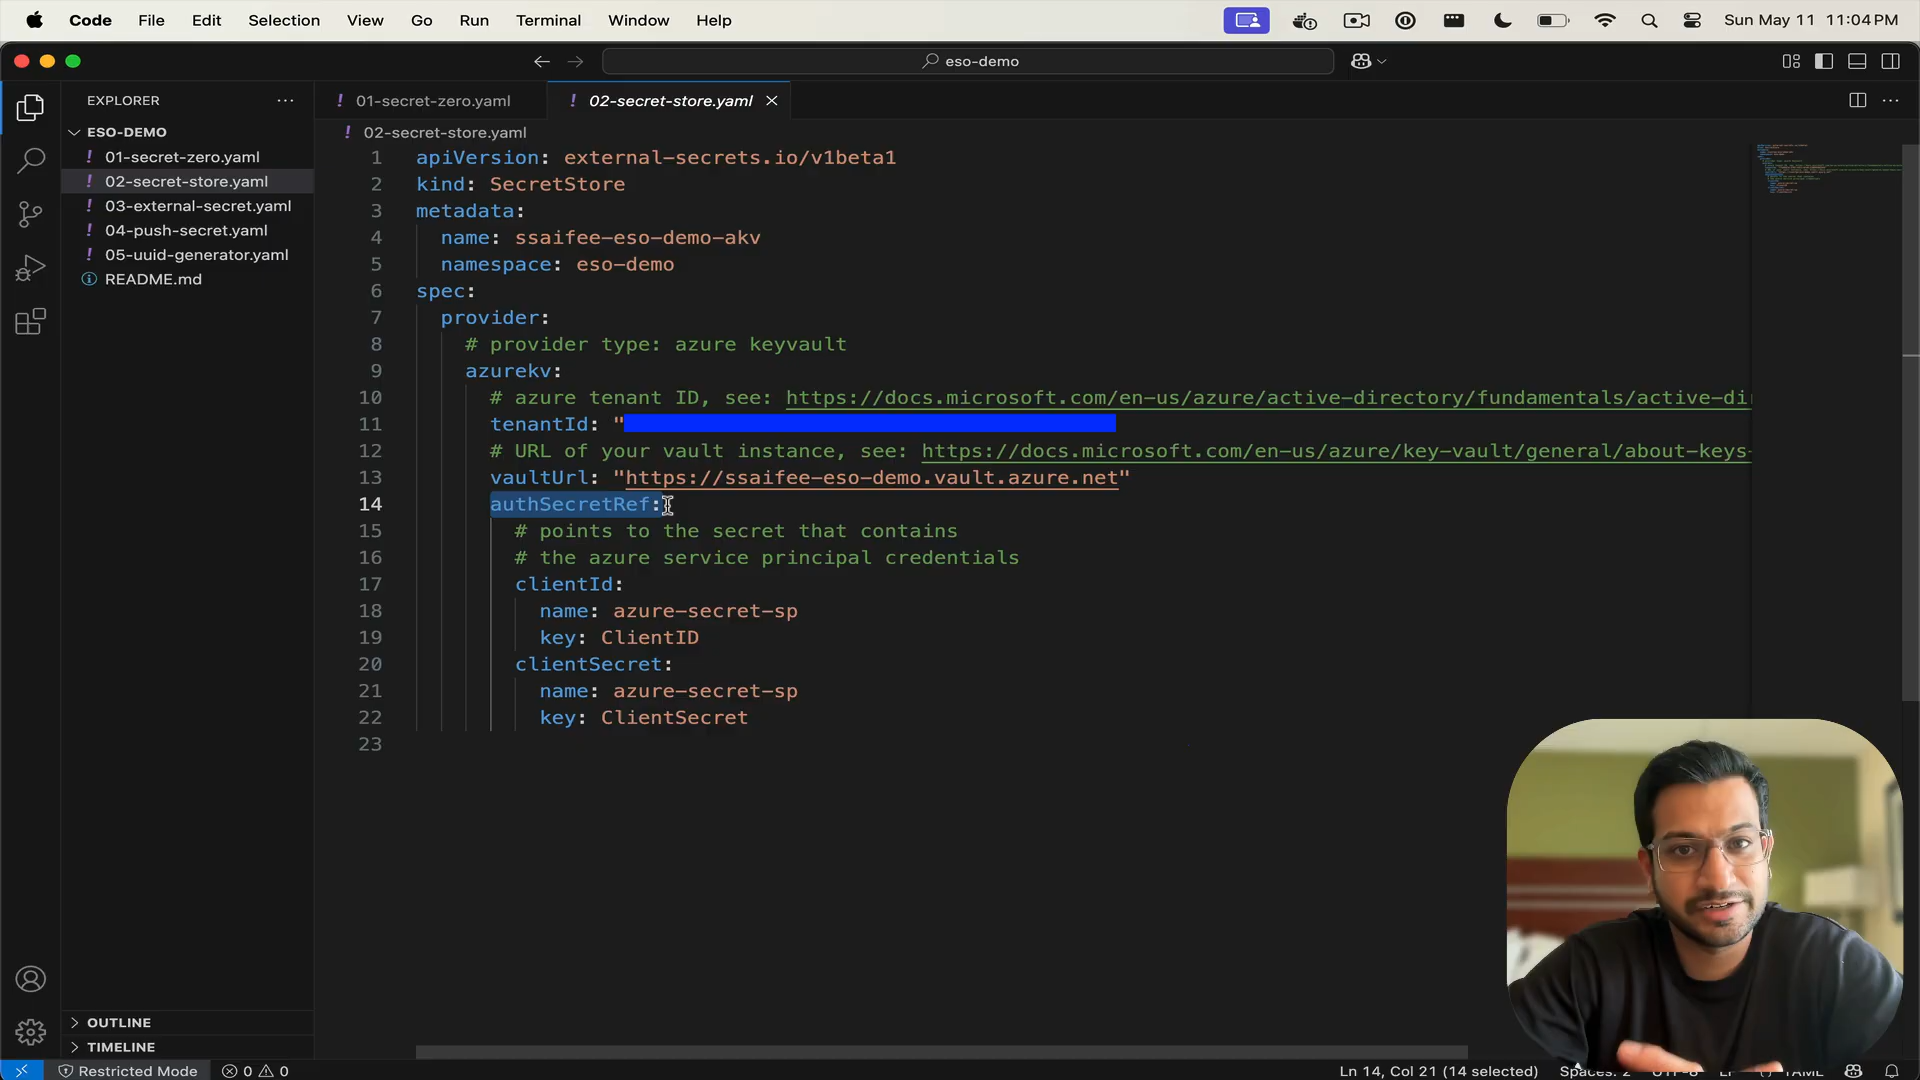 Code File Edit Selection View Go Run Terminal Window Help Sun May 11 11:04 PM
eso-demo
EXPLORER
ESO-DEMO
! 01-secret-zero.yaml
! 02-secret-store.yaml
! 03-external-secret.yaml
! 04-push-secret.yaml
! 05-uuid-generator.yaml
README.md
OUTLINE
TIMELINE
! 01-secret-zero.yaml ! 02-secret-store.yaml
! 02-secret-store.yaml
1 apiVersion: external-secrets.io/v1beta1
2 kind: SecretStore
3 metadata:
4 name: ssaifee-eso-demo-akv
5 namespace: eso-demo
6 spec:
7 provider:
8 # provider type: azure keyvault
9 azurekv:
10 # azure tenant ID, see: https://docs.microsoft.com/en-us/azure/active-directory/fundamentals/active-di
11 tenantId: "
12 # URL of your vault instance, see: https://docs.microsoft.com/en-us/azure/key-vault/general/about-keys-
13 vaultUrl: "https://ssaifee-eso-demo.vault.azure.net"
14 authSecretRef:
15 # points to the secret that contains
16 # the azure service principal credentials
17 clientId:
18 name: azure-secret-sp
19 key: ClientID
20 clientSecret:
21 name: azure-secret-sp
22 key: ClientSecret
23
Restricted Mode 0 0 Ln 14, Col 21 (14 selected)